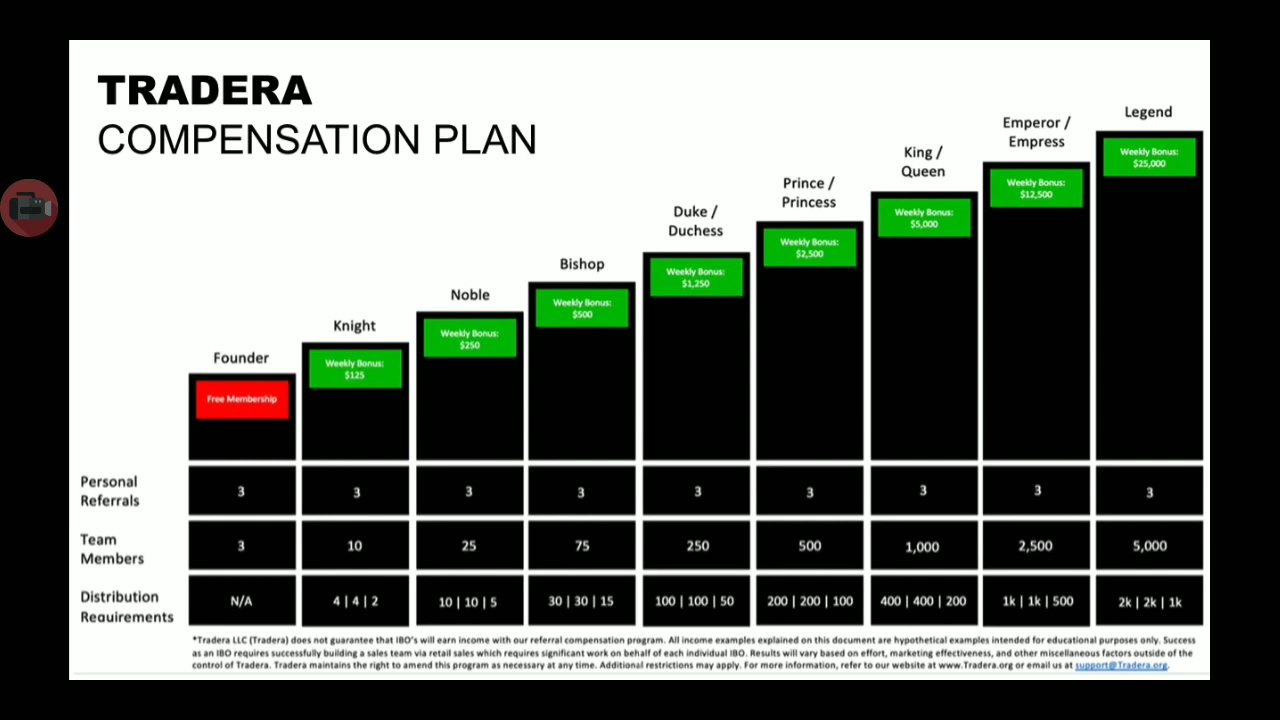 TRADERA
COMPENSATION PLAN
Founder
Free Membership
Knight
Weekly Bonus:
$125
Noble
Weekly Bonus:
$250
Bishop
Weekly Bonus:
$500
Duke /
Duchess
Weekly Bonus:
$1,250
Prince /
Princess
Weekly Bonus:
$2,500
King /
Queen
Weekly Bonus:
$5,000
Emperor /
Empress
Weekly Bonus:
$12,500
Legend
Weekly Bonus:
$25,000
Personal
Referrals
3 3 3 3 3 3 3 3 3
Team
Members
3 10 25 75 250 500 1,000 2,500 5,000
Distribution
Requirements
N/A 4 | 4 | 2 10 | 10 | 5 30 | 30 | 15 100 | 100 | 50 200 | 200 | 100 400 | 400 | 200 1k | 1k | 500 2k | 2k | 1k
*Tradera LLC (Tradera) does not guarantee that IBO's will earn income with our referral compensation program. All income examples explained on this document are hypothetical examples intended for educational purposes only. Success
as an IBO requires successfully building a sales team via retail sales which requires significant work on behalf of each individual IBO. Results will vary based on effort, marketing effectiveness, and other miscellaneous factors outside of the
control of Tradera. Tradera maintains the right to amend this program as necessary at any time. Additional restrictions may apply. For more information, refer to our website at www.Tradera.org or email us at support@Tradera.org.